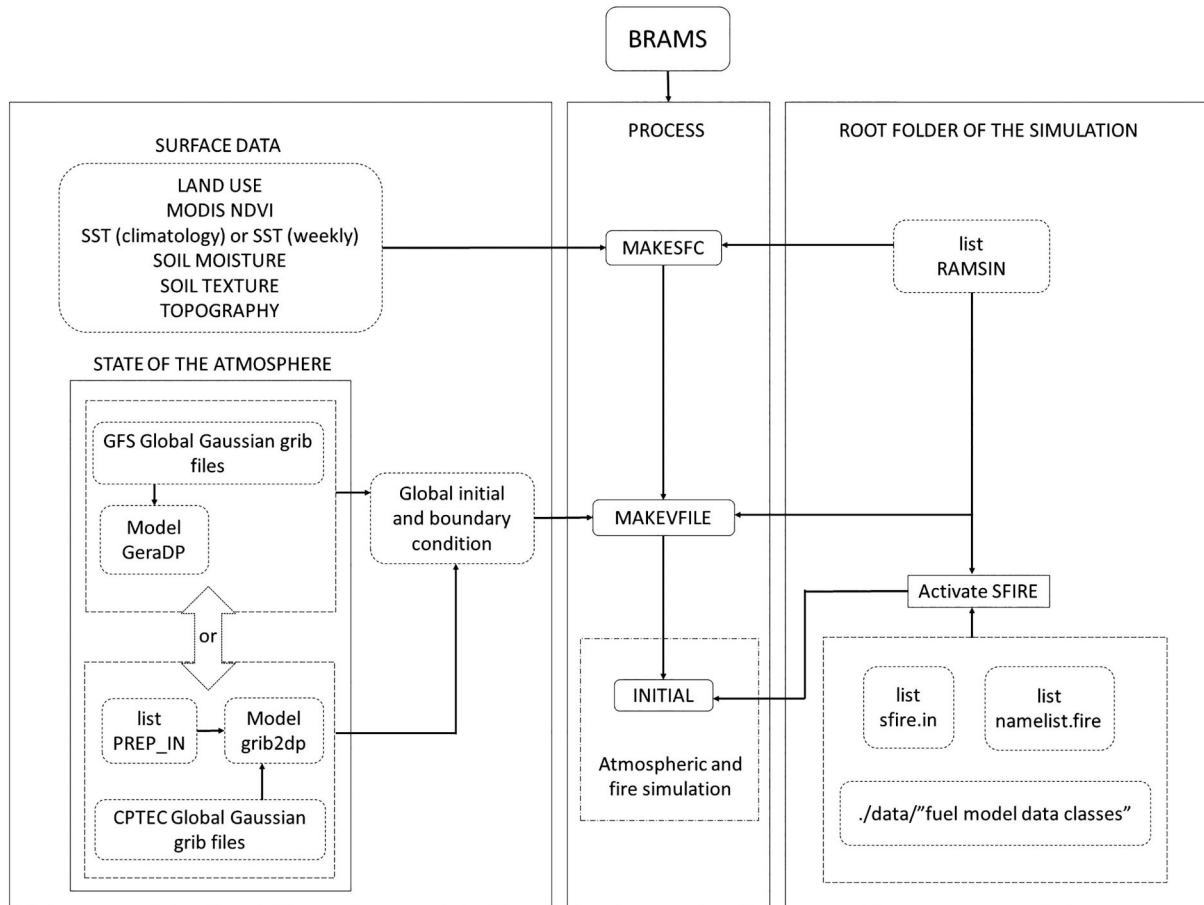 BRAMS
SURFACE DATA
LAND USE
MODIS NDVI
SST (climatology) or SST (weekly)
SOIL MOISTURE
SOIL TEXTURE
TOPOGRAPHY
STATE OF THE ATMOSPHERE
GFS Global Gaussian grib
files
Model
GeraDP
or
list
PREP_IN
Model
grib2dp
CPTEC Global Gaussian
grib files
Global initial
and boundary
condition
PROCESS
MAKESFC
MAKEVFILE
INITIAL
Atmospheric and
fire simulation
ROOT FOLDER OF THE SIMULATION
list
RAMSIN
Activate SFIRE
list
sfire.in
list
namelist.fire
./data/”fuel model data classes”